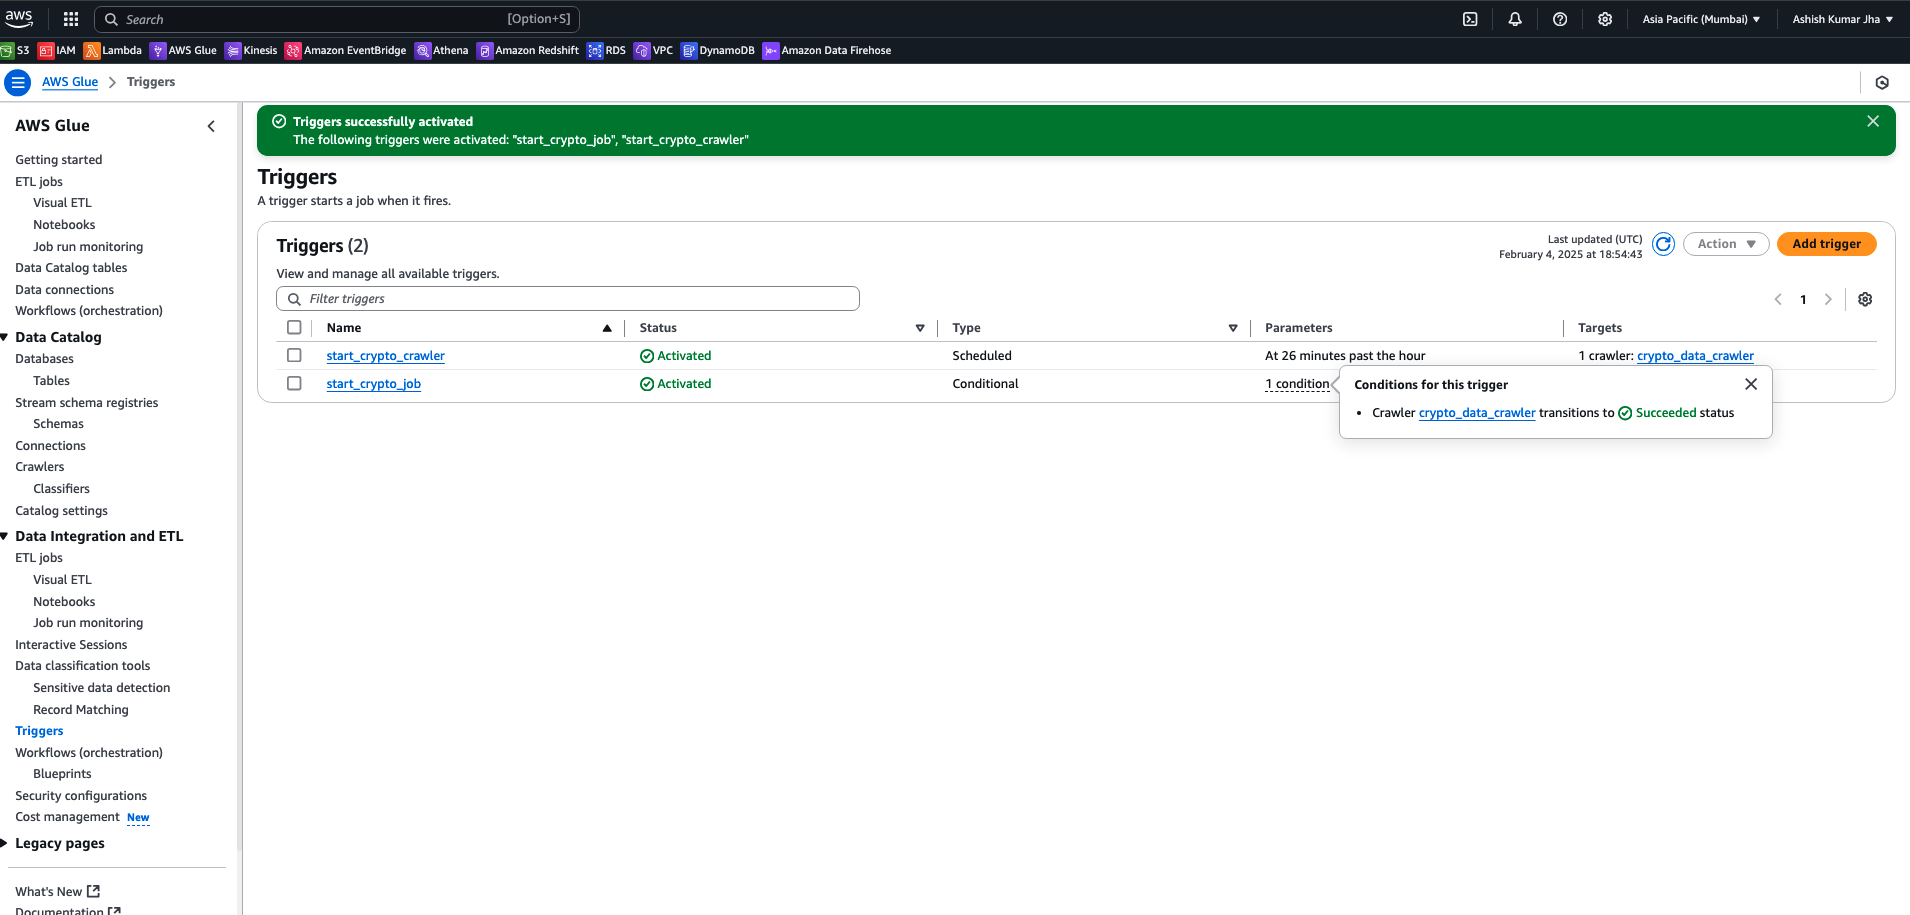 aws
Search [Option+S]
Asia Pacific (Mumbai)
Ashish Kumar Jha
S3 IAM Lambda AWS Glue Kinesis Amazon EventBridge Athena Amazon Redshift RDS VPC DynamoDB Amazon Data Firehose
AWS Glue > Triggers
AWS Glue
Getting started
ETL jobs
Visual ETL
Notebooks
Job run monitoring
Data Catalog tables
Data connections
Workflows (orchestration)
Data Catalog
Databases
Tables
Stream schema registries
Schemas
Connections
Crawlers
Classifiers
Catalog settings
Data Integration and ETL
ETL jobs
Visual ETL
Notebooks
Job run monitoring
Interactive Sessions
Data classification tools
Sensitive data detection
Record Matching
Triggers
Workflows (orchestration)
Blueprints
Security configurations
Cost management New
Legacy pages
What's New
Documentation
Triggers successfully activated
The following triggers were activated: "start_crypto_job", "start_crypto_crawler"
Triggers
A trigger starts a job when it fires.
Triggers (2)
View and manage all available triggers.
Last updated (UTC)
February 4, 2025 at 18:54:43
Action
Add trigger
Filter triggers
1
Name Status Type Parameters Targets
start_crypto_crawler Activated Scheduled At 26 minutes past the hour 1 crawler: crypto_data_crawler
start_crypto_job Activated Conditional 1 condition
Conditions for this trigger
• Crawler crypto_data_crawler transitions to Succeeded status